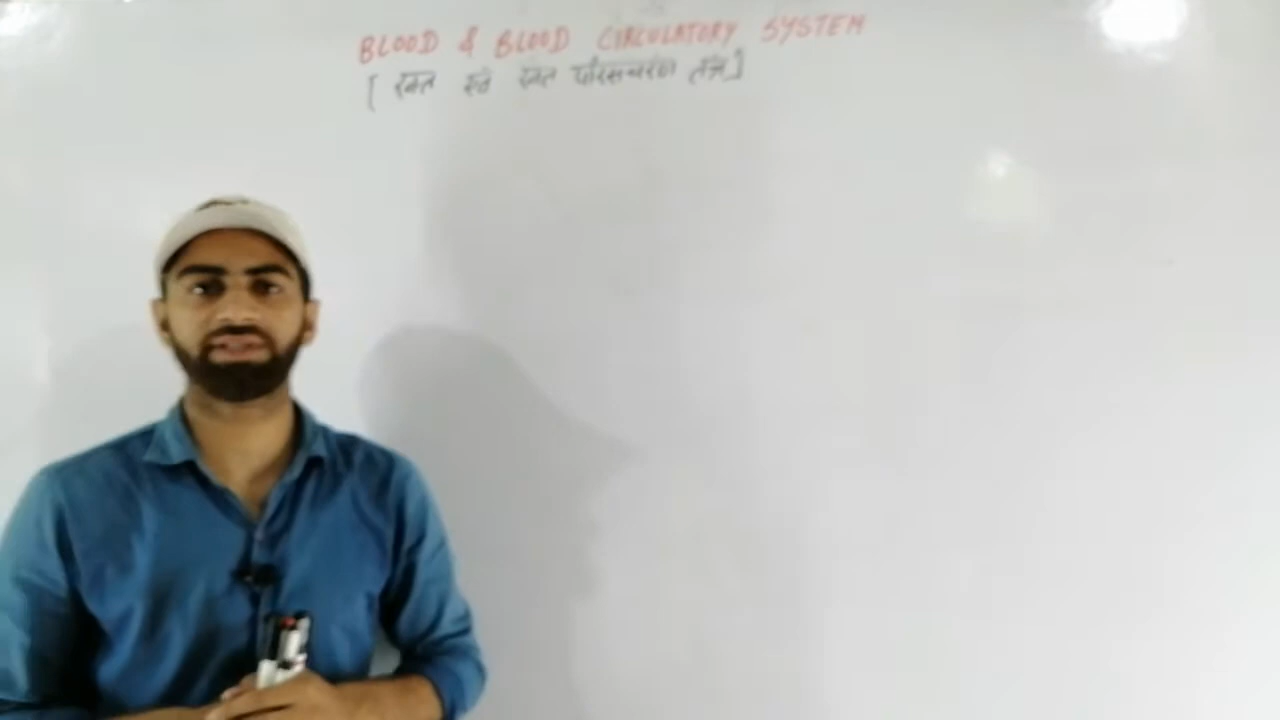 BLOOD & BLOOD CIRCULATORY SYSTEM
[ रक्त एवं रक्त परिसंचरण तंत्र ]